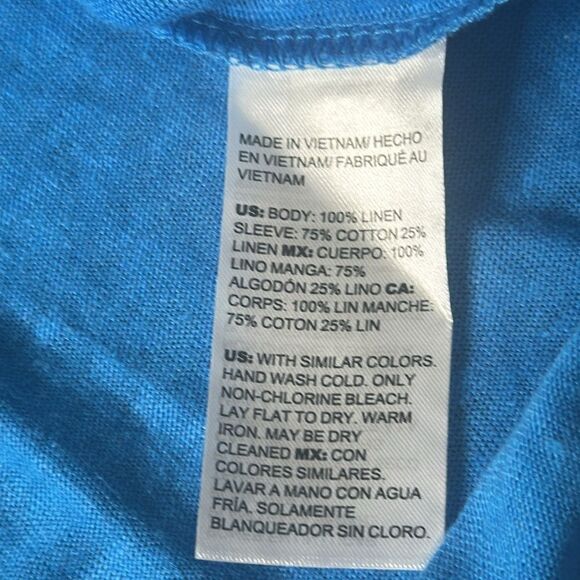 MADE IN VIETNAM/ HECHO
EN VIETNAM/ FABRIQUÉ AU
VIETNAM
US: BODY: 100% LINEN
SLEEVE: 75% COTTON 25%
LINEN MX: CUERPO: 100%
LINO MANGA: 75%
ALGODÓN 25% LINO CA:
CORPS: 100% LIN MANCHE:
75% COTON 25% LIN
US: WITH SIMILAR COLORS.
HAND WASH COLD. ONLY
NON-CHLORINE BLEACH.
LAY FLAT TO DRY. WARM
IRON. MAY BE DRY
CLEANED MX: CON
COLORES SIMILARES.
LAVAR A MANO CON AGUA
FRÍA. SOLAMENTE
BLANQUEADOR SIN CLORO.